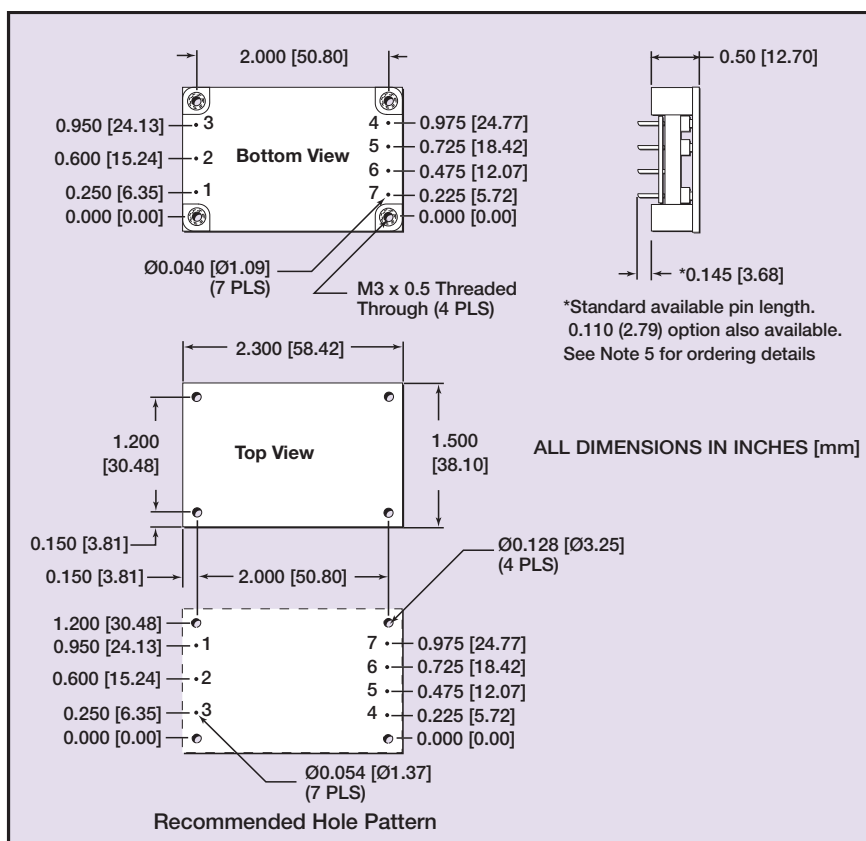 2.000 [50.80]
0.50 [12.70]
0.950 [24.13] 3
4 0.975 [24.77]
5 0.725 [18.42]
0.600 [15.24] 2
Bottom View
6 0.475 [12.07]
0.250 [6.35] 1
7 0.225 [5.72]
0.000 [0.00]
0.000 [0.00]
Ø0.040 [Ø1.09]
(7 PLS)
M3 x 0.5 Threaded
Through (4 PLS)
*0.145 [3.68]
*Standard available pin length.
0.110 (2.79) option also available.
See Note 5 for ordering details
2.300 [58.42]
1.200
[30.48]
Top View
1.500
[38.10]
ALL DIMENSIONS IN INCHES [mm]
0.150 [3.81]
0.150 [3.81]
2.000 [50.80]
Ø0.128 [Ø3.25]
(4 PLS)
1.200 [30.48]
0.950 [24.13] 1
7 0.975 [24.77]
6 0.725 [18.42]
0.600 [15.24] 2
5 0.475 [12.07]
0.250 [6.35] 3
4 0.225 [5.72]
0.000 [0.00]
0.000 [0.00]
Ø0.054 [Ø1.37]
(7 PLS)
Recommended Hole Pattern